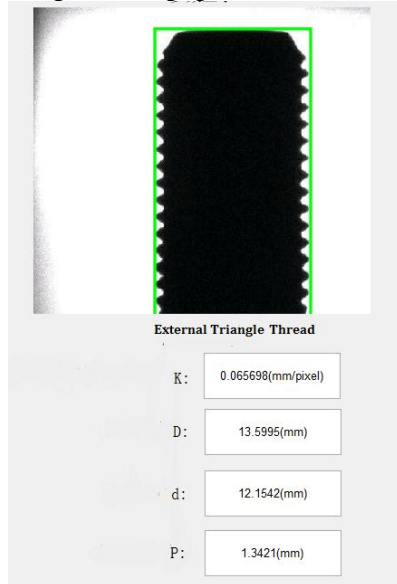 External Triangle Thread
K: 0.065698(mm/pixel)
D: 13.5995(mm)
d: 12.1542(mm)
P: 1.3421(mm)